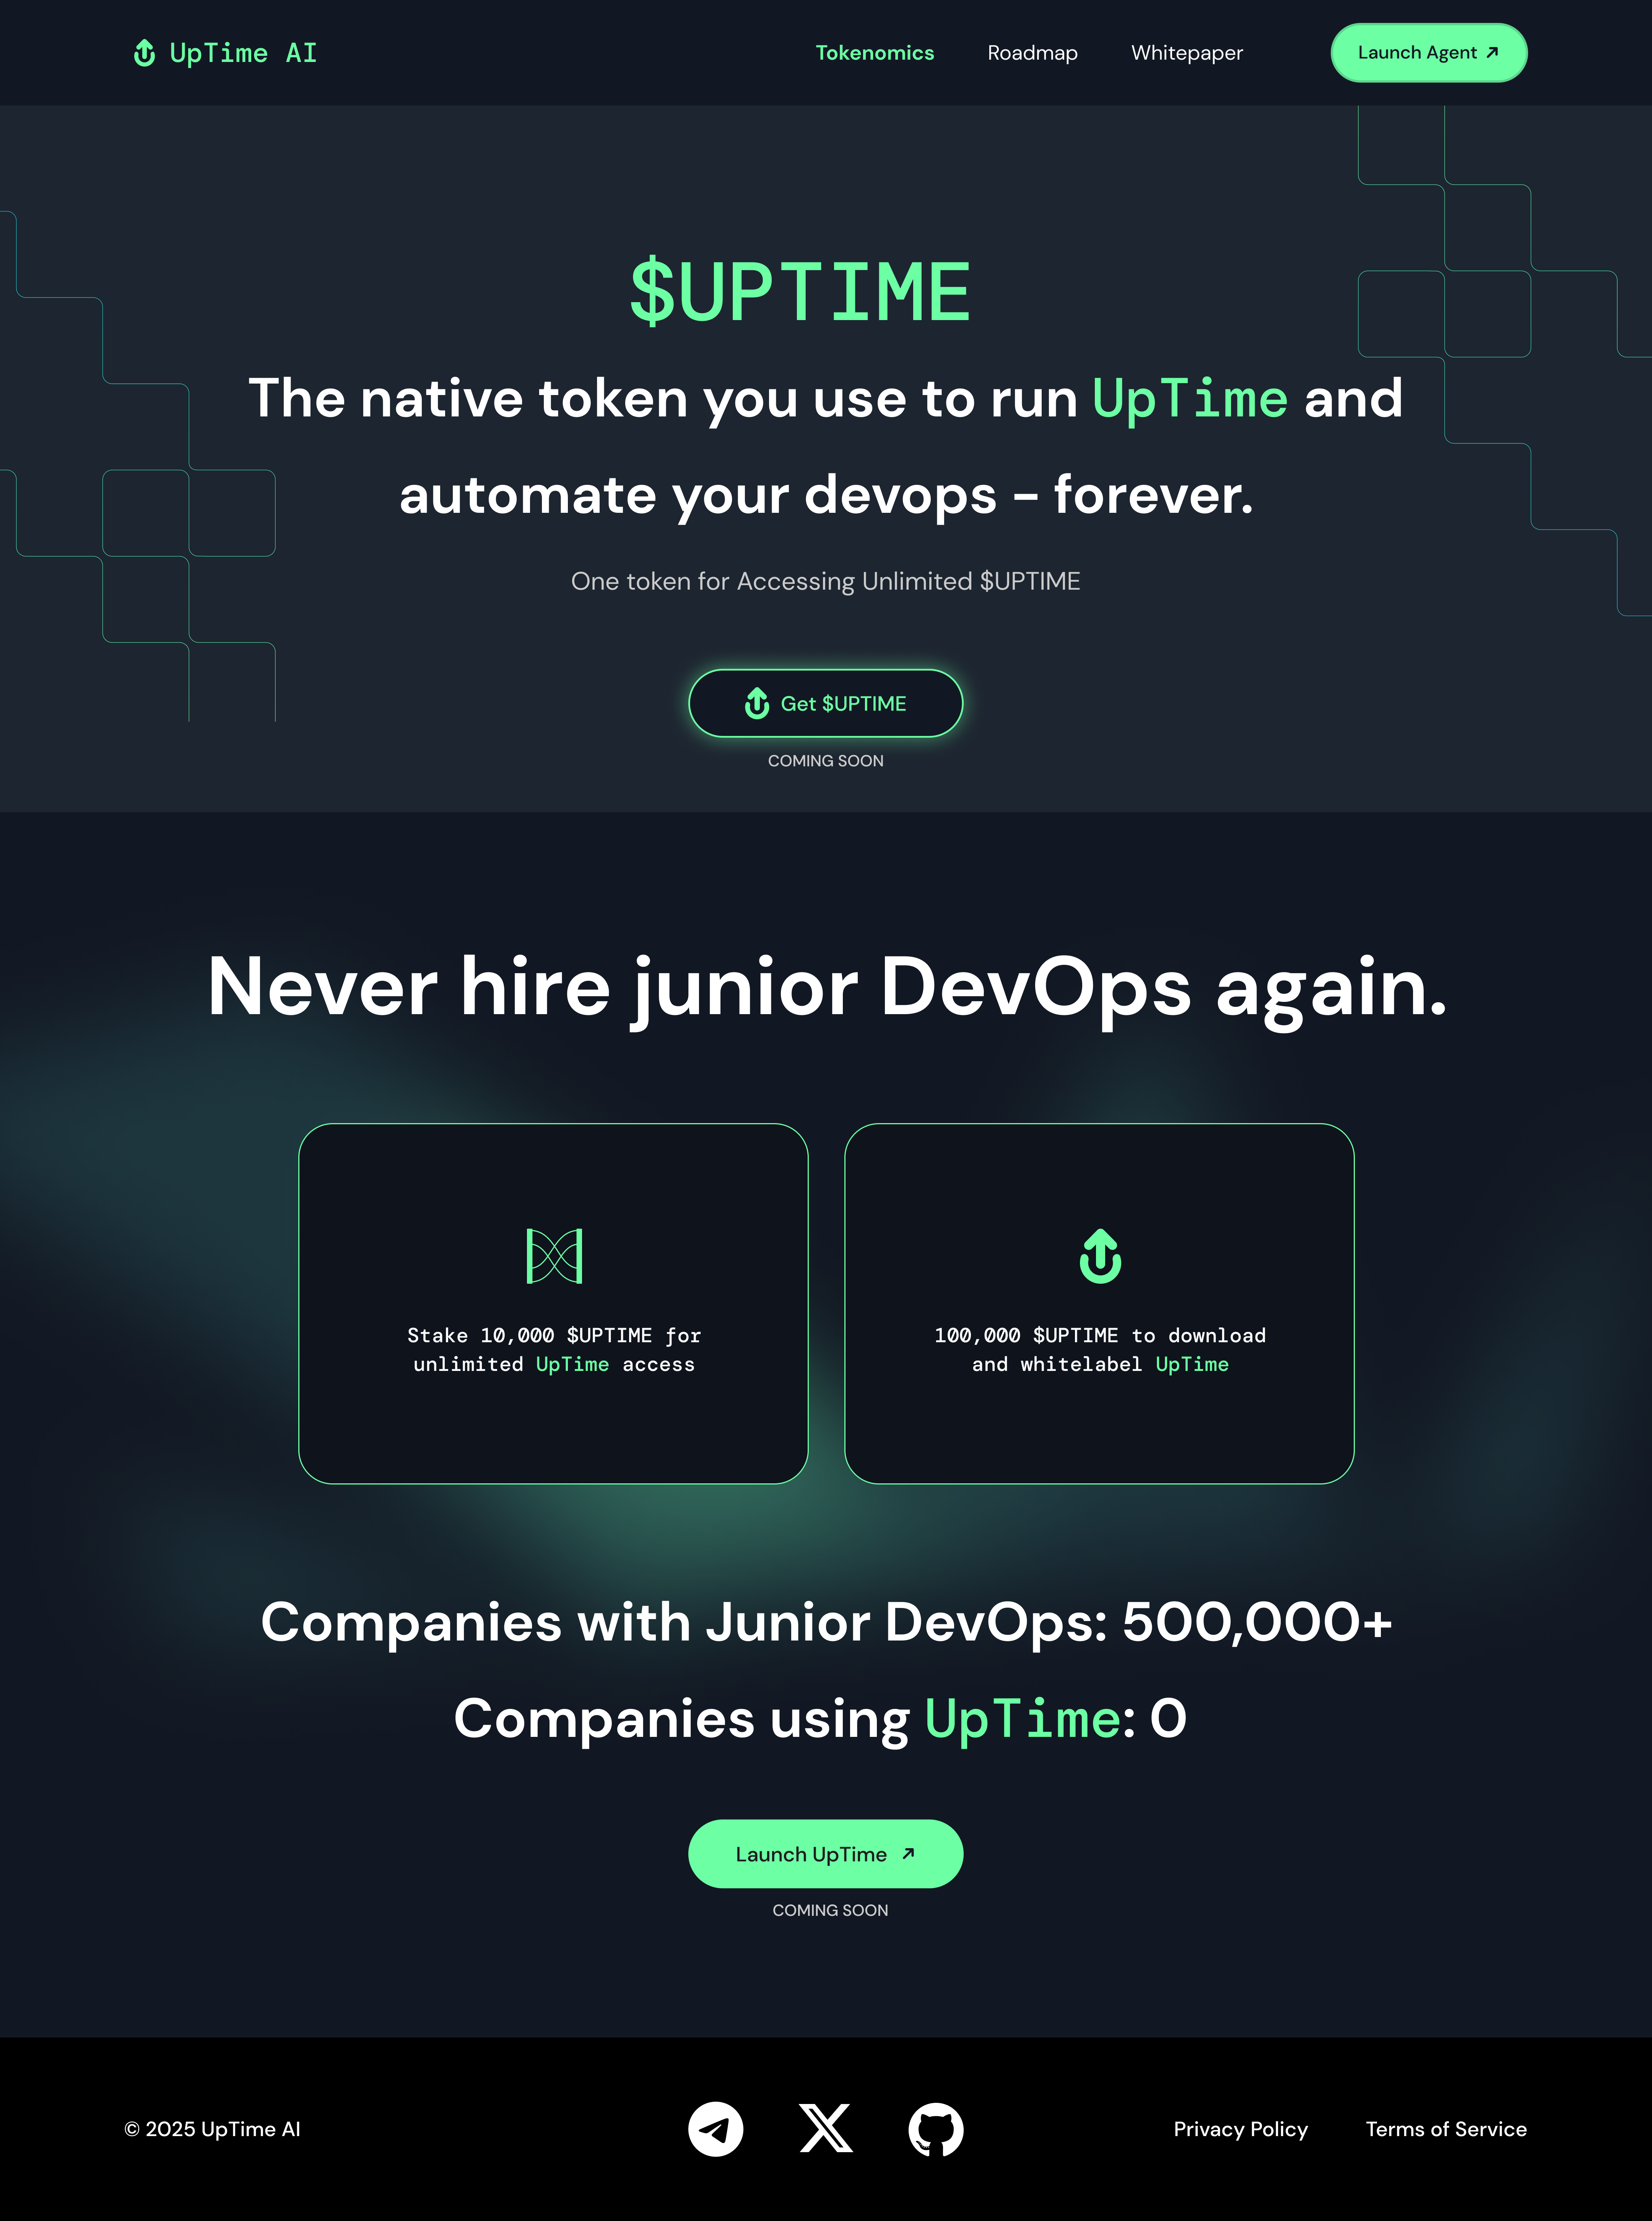 UpTime AI
Tokenomics
Roadmap
Whitepaper
Launch Agent
$UPTIME
The native token you use to run UpTime and
automate your devops - forever.
One token for Accessing Unlimited $UPTIME
Get $UPTIME
COMING SOON
Never hire junior DevOps again.
Stake 10,000 $UPTIME for
unlimited UpTime access
100,000 $UPTIME to download
and whitelabel UpTime
Companies with Junior DevOps: 500,000+
Companies using UpTime: 0
Launch UpTime
COMING SOON
© 2025 UpTime AI
Privacy Policy
Terms of Service